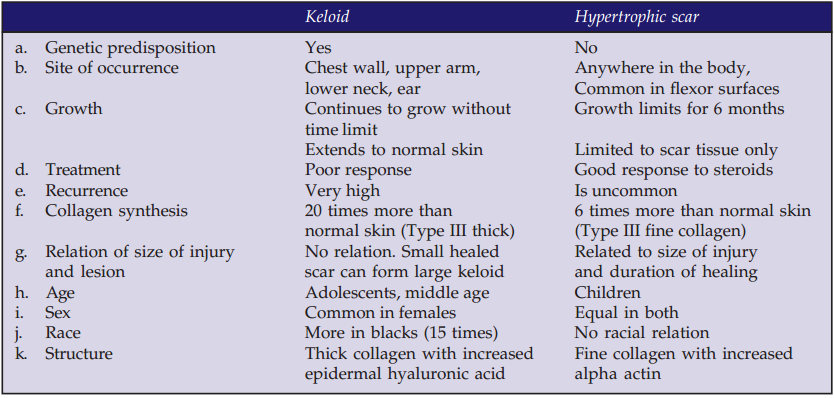 Keloid Hypertrophic scar
a. Genetic predisposition Yes No
b. Site of occurrence Chest wall, upper arm, Anywhere in the body,
lower neck, ear Common in flexor surfaces
c. Growth Continues to grow without Growth limits for 6 months
time limit
Extends to normal skin Limited to scar tissue only
d. Treatment Poor response Good response to steroids
e. Recurrence Very high Is uncommon
f. Collagen synthesis 20 times more than 6 times more than normal skin
normal skin (Type III thick) (Type III fine collagen)
g. Relation of size of injury No relation. Small healed Related to size of injury
and lesion scar can form large keloid and duration of healing
h. Age Adolescents, middle age Children
i. Sex Common in females Equal in both
j. Race More in blacks (15 times) No racial relation
k. Structure Thick collagen with increased Fine collagen with increased
epidermal hyaluronic acid alpha actin